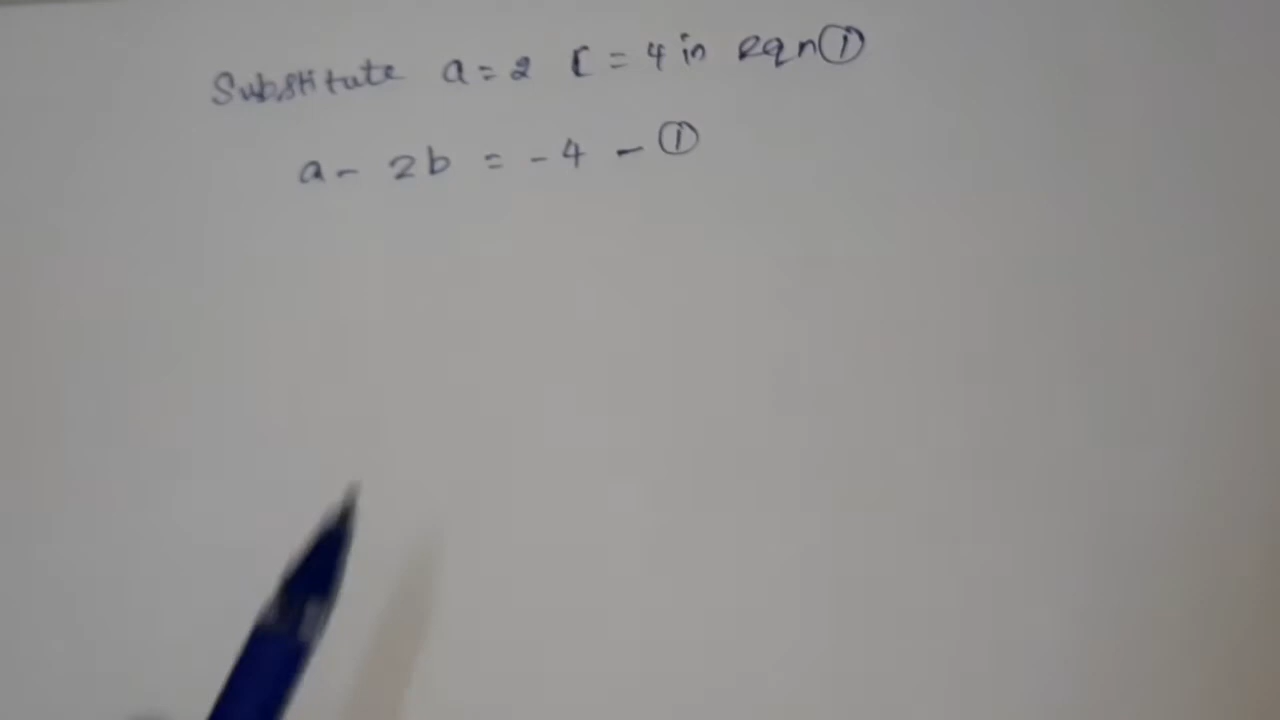 Substitute a = 2 c = 4 in eqn ①
a - 2b = - 4 - ①